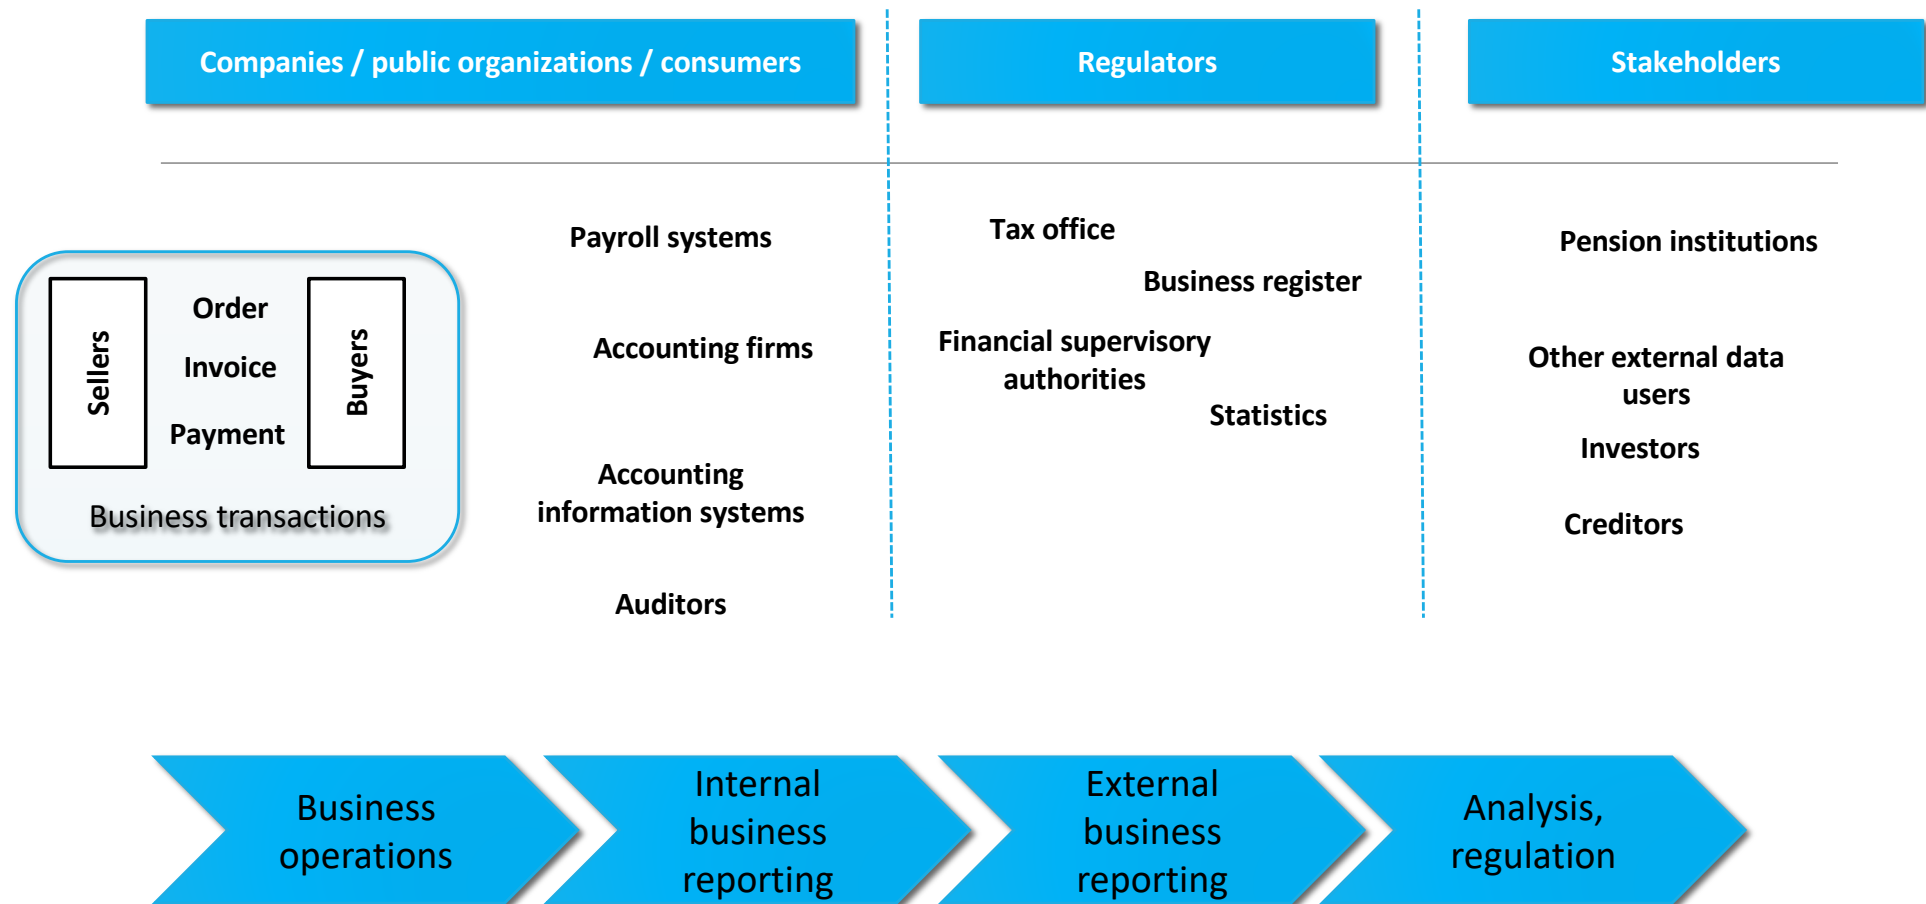 Companies / public organizations / consumers
Regulators
Stakeholders
Sellers
Order
Invoice
Payment
Buyers
Business transactions
Payroll systems
Accounting firms
Accounting
information systems
Auditors
Tax office
Business register
Financial supervisory
authorities
Statistics
Pension institutions
Other external data
users
Investors
Creditors
Business
operations
Internal
business
reporting
External
business
reporting
Analysis,
regulation